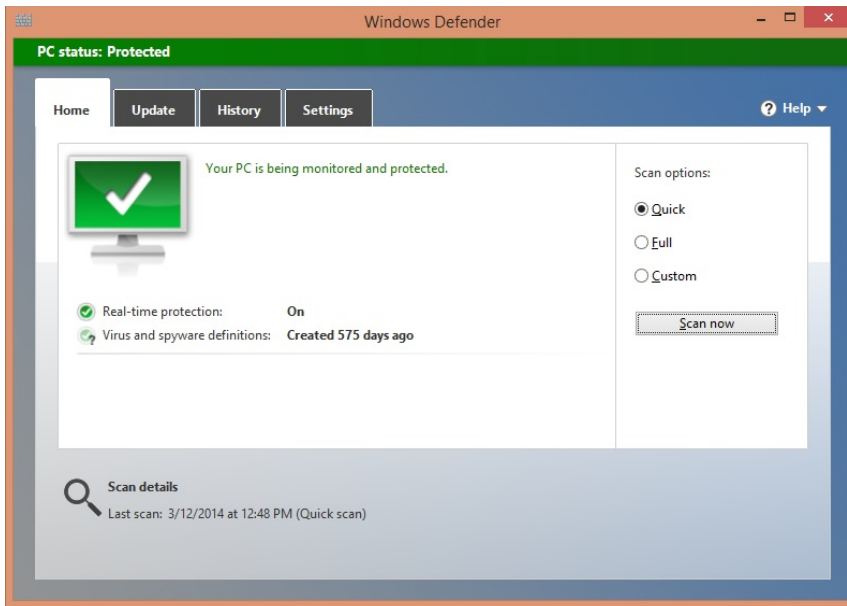 Windows Defender
PC status: Protected
Home Update History Settings Help
Your PC is being monitored and protected.
Scan options:
Quick
Full
Custom
Scan now
Real-time protection: On
Virus and spyware definitions: Created 575 days ago
Scan details
Last scan: 3/12/2014 at 12:48 PM (Quick scan)